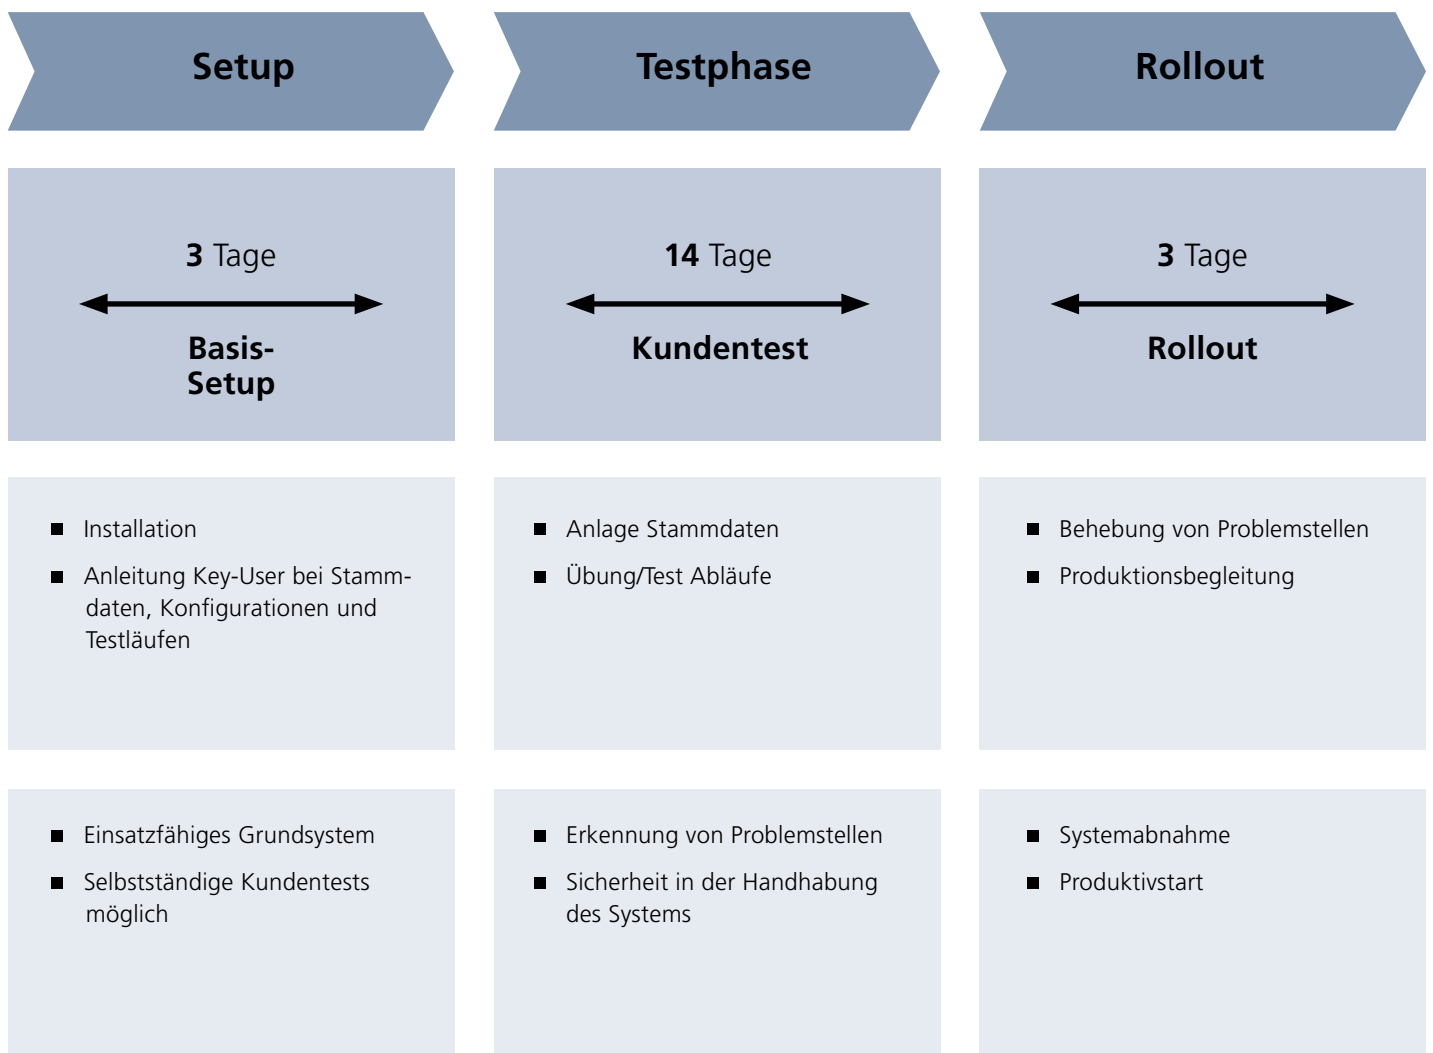 Setup
Testphase
Rollout
3 Tage
Basis-
Setup
14 Tage
Kundentest
3 Tage
Rollout
Installation
Anleitung Key-User bei Stamm-
daten, Konfigurationen und
Testläufen
Anlage Stammdaten
Übung/Test Abläufe
Behebung von Problemstellen
Produktionsbegleitung
Einsatzfähiges Grundsystem
Selbstständige Kundentests
möglich
Erkennung von Problemstellen
Sicherheit in der Handhabung
des Systems
Systemabnahme
Produktivstart